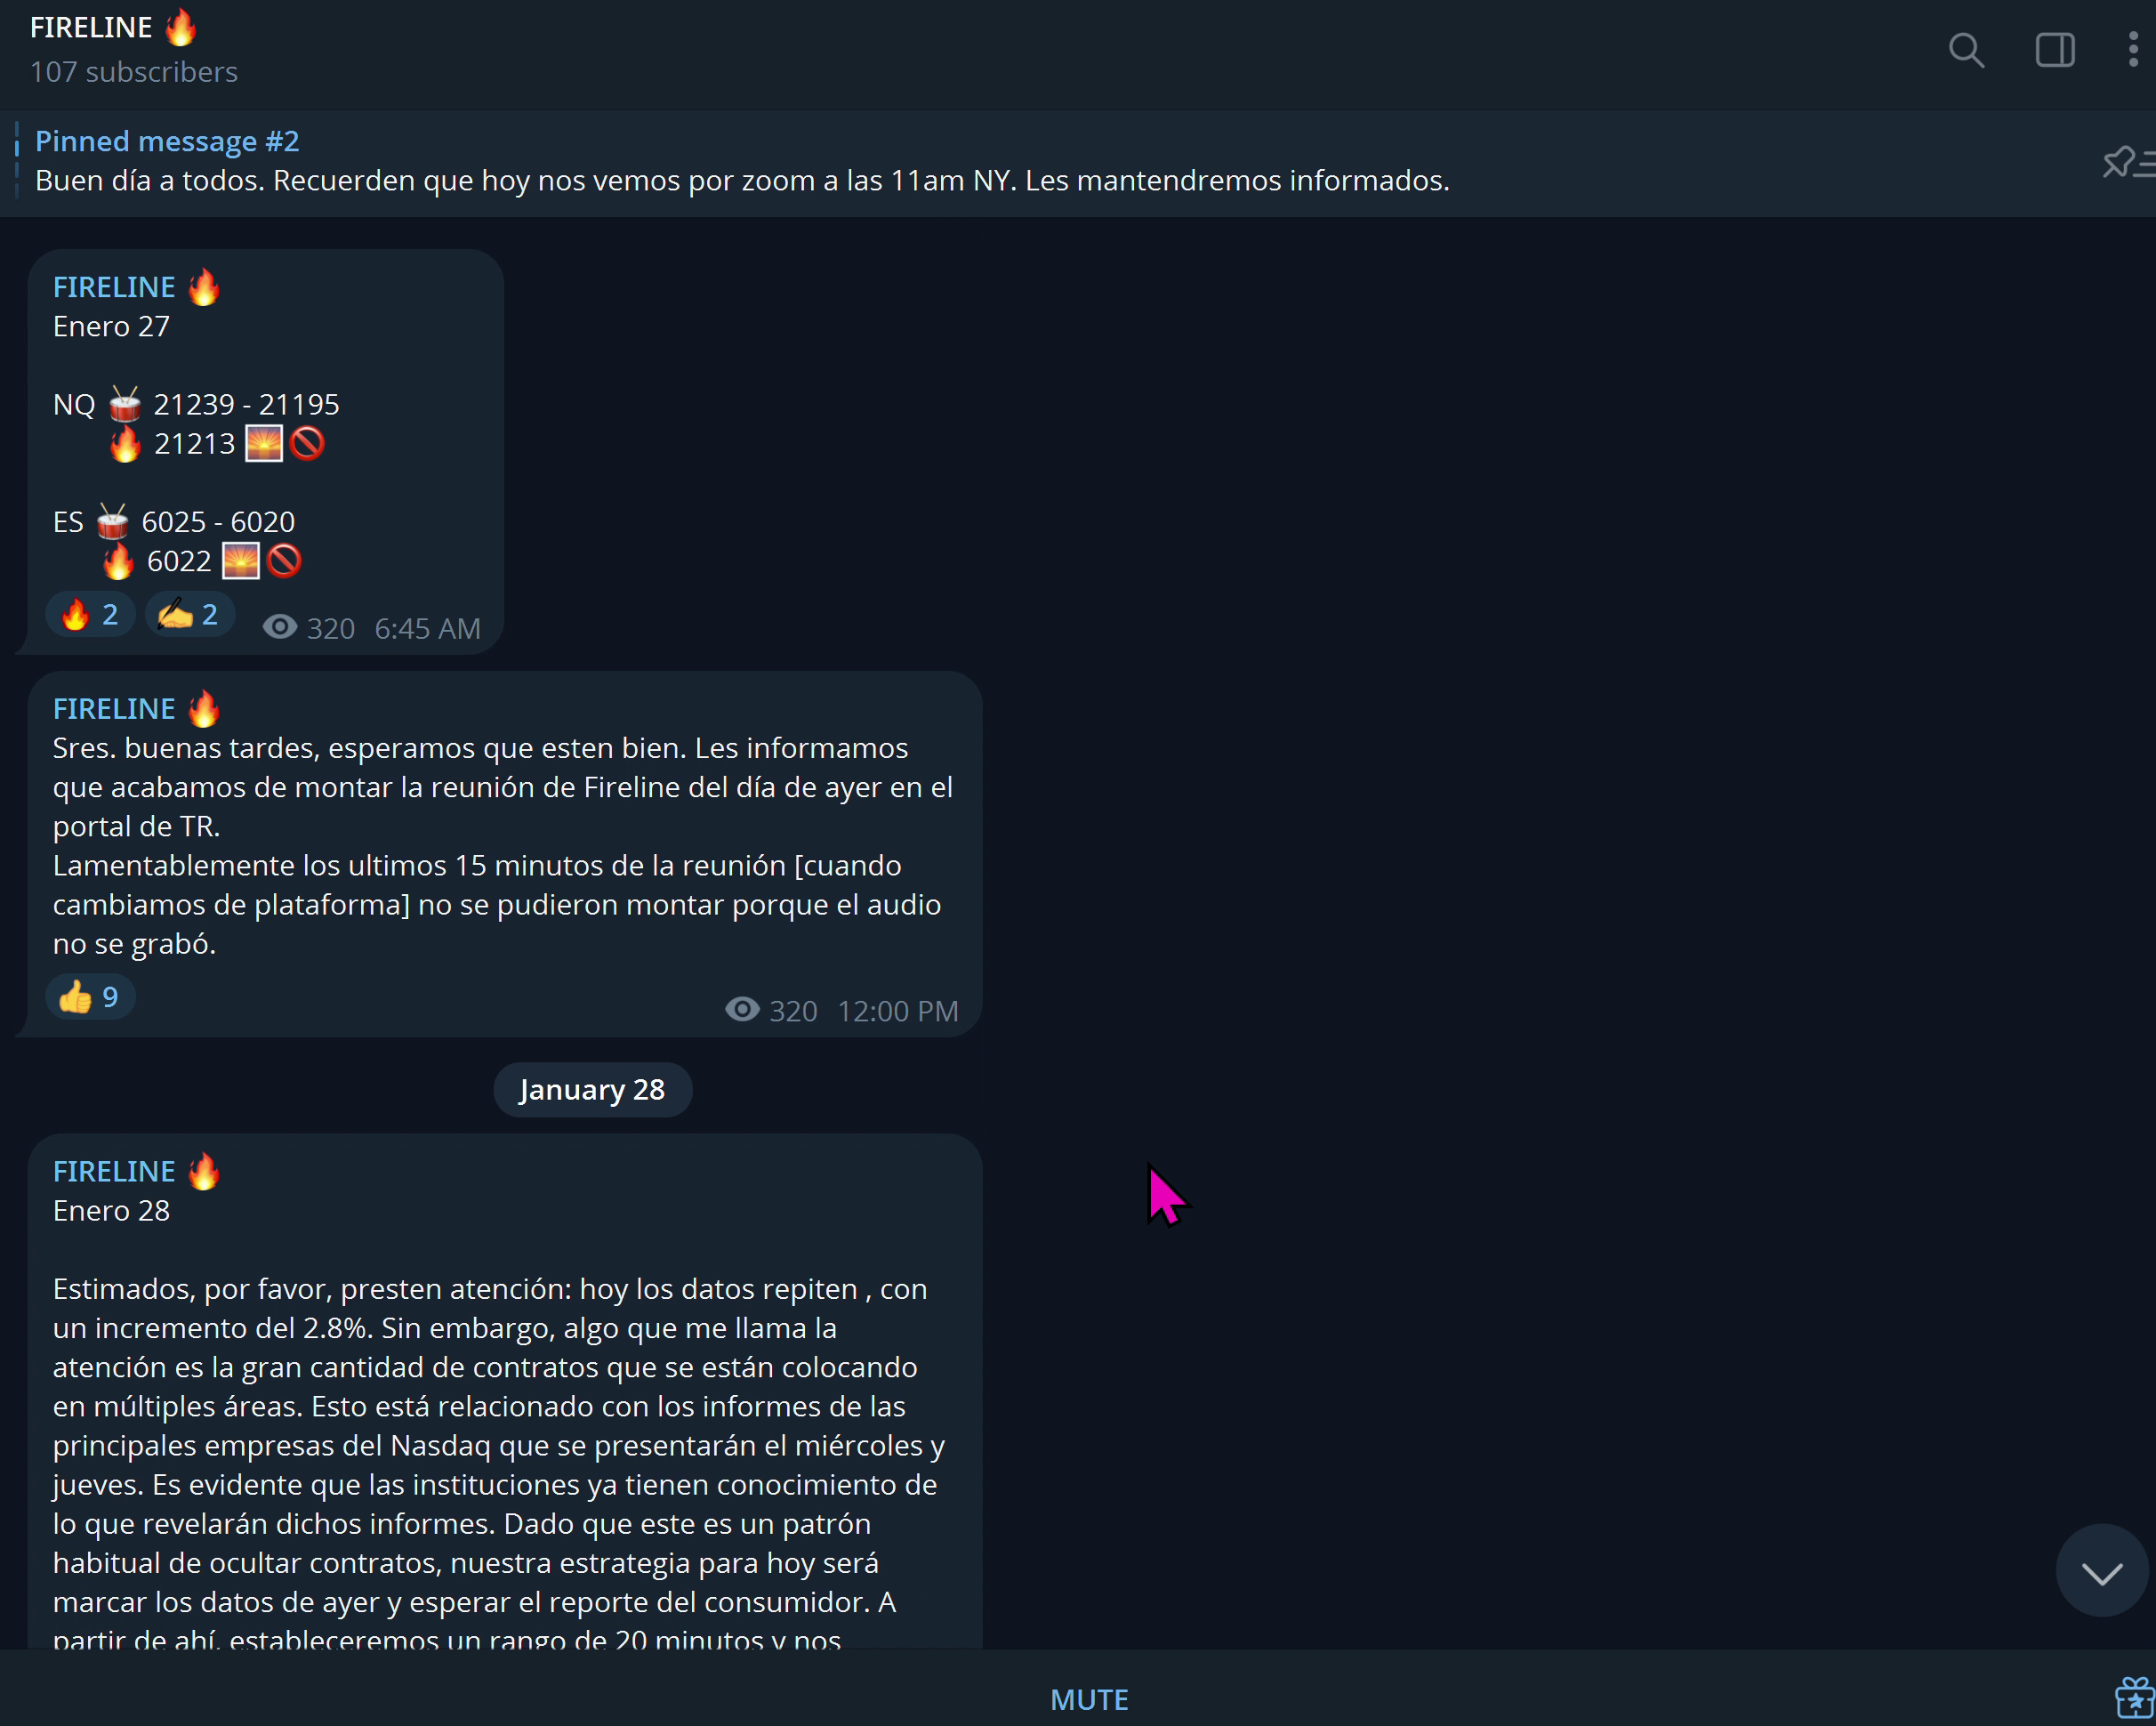 FIRELINE 🔥
107 subscribers
Pinned message #2
Buen día a todos. Recuerden que hoy nos vemos por zoom a las 11am NY. Les mantendremos informados.
FIRELINE 🔥
Enero 27
NQ 🥁 21239 - 21195
🔥 21213 🌅🚫
ES 🥁 6025 - 6020
🔥 6022 🌅🚫
🔥 2 ✍️ 2 320 6:45 AM
FIRELINE 🔥
Sres. buenas tardes, esperamos que esten bien. Les informamos
que acabamos de montar la reunión de Fireline del día de ayer en el
portal de TR.
Lamentablemente los ultimos 15 minutos de la reunión [cuando
cambiamos de plataforma] no se pudieron montar porque el audio
no se grabó.
👍 9 320 12:00 PM
January 28
FIRELINE 🔥
Enero 28
Estimados, por favor, presten atención: hoy los datos repiten , con
un incremento del 2.8%. Sin embargo, algo que me llama la
atención es la gran cantidad de contratos que se están colocando
en múltiples áreas. Esto está relacionado con los informes de las
principales empresas del Nasdaq que se presentarán el miércoles y
jueves. Es evidente que las instituciones ya tienen conocimiento de
lo que revelarán dichos informes. Dado que este es un patrón
habitual de ocultar contratos, nuestra estrategia para hoy será
marcar los datos de ayer y esperar el reporte del consumidor. A
partir de ahí, estableceremos un rango de 20 minutos y nos
MUTE